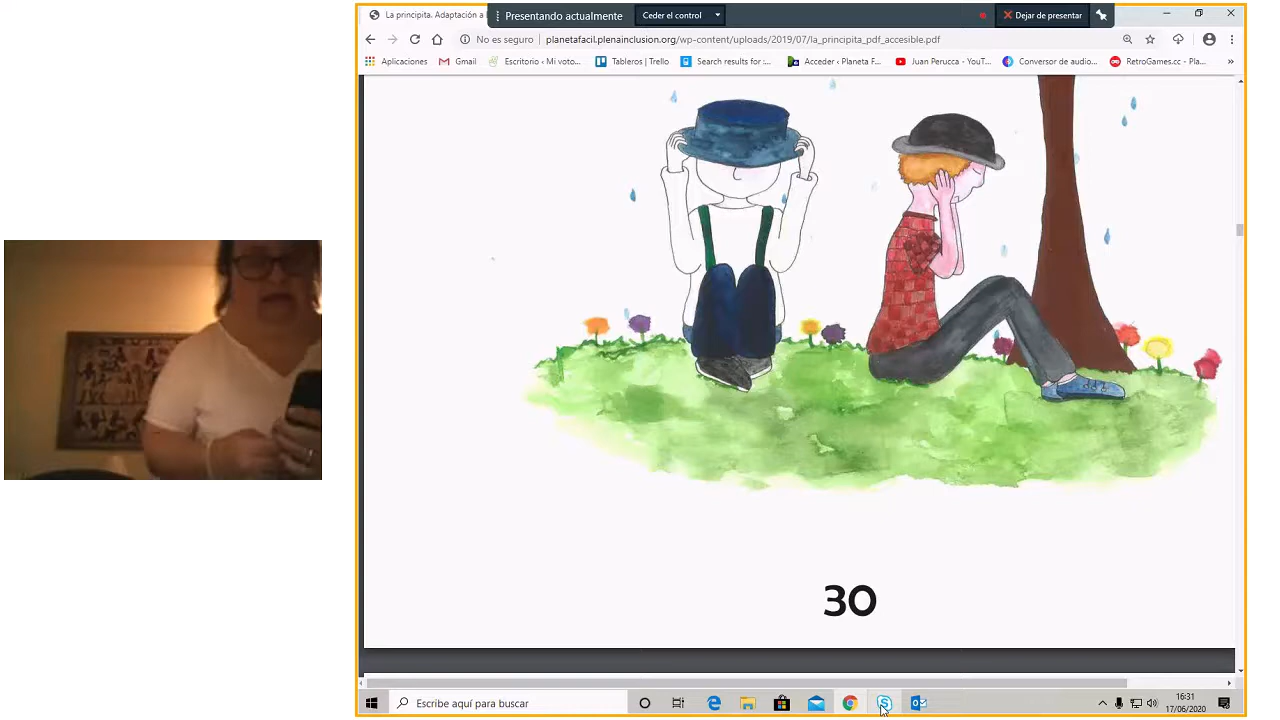 La principita. Adaptación a
Presentando actualmente
Ceder el control
Dejar de presentar
No es seguro
planetafacil.plenainclusion.org/wp-content/uploads/2019/07/la_principita_pdf_accesible.pdf
Aplicaciones
Gmail
Escritorio ‹ Mi voto...
Tableros | Trello
Search results for :...
Acceder ‹ Planeta F...
Juan Perucca - YouT...
Conversor de audio...
RetroGames.cc - Pla...
»
30
Escribe aquí para buscar
16:31
17/06/2020